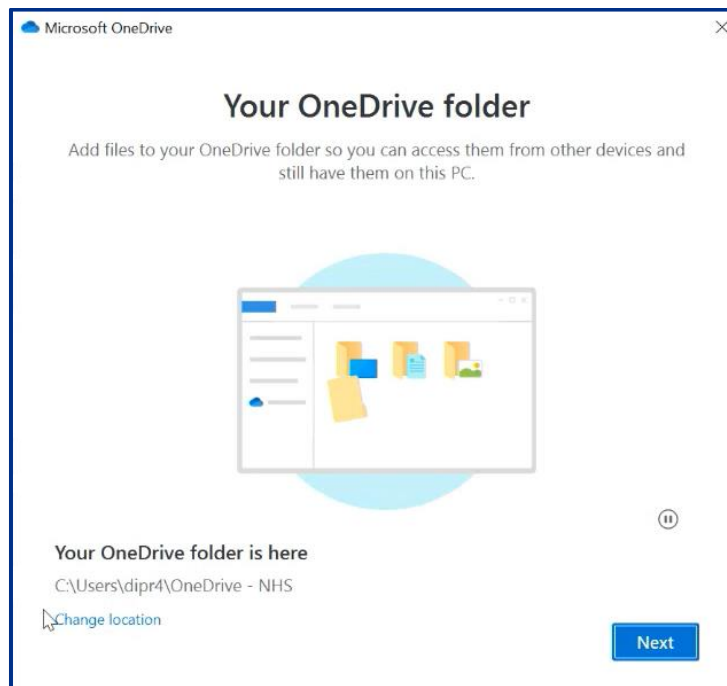 Microsoft OneDrive
Your OneDrive folder
Add files to your OneDrive folder so you can access them from other devices and
still have them on this PC.
Your OneDrive folder is here
C:\Users\dipr4\OneDrive - NHS
Change location
Next